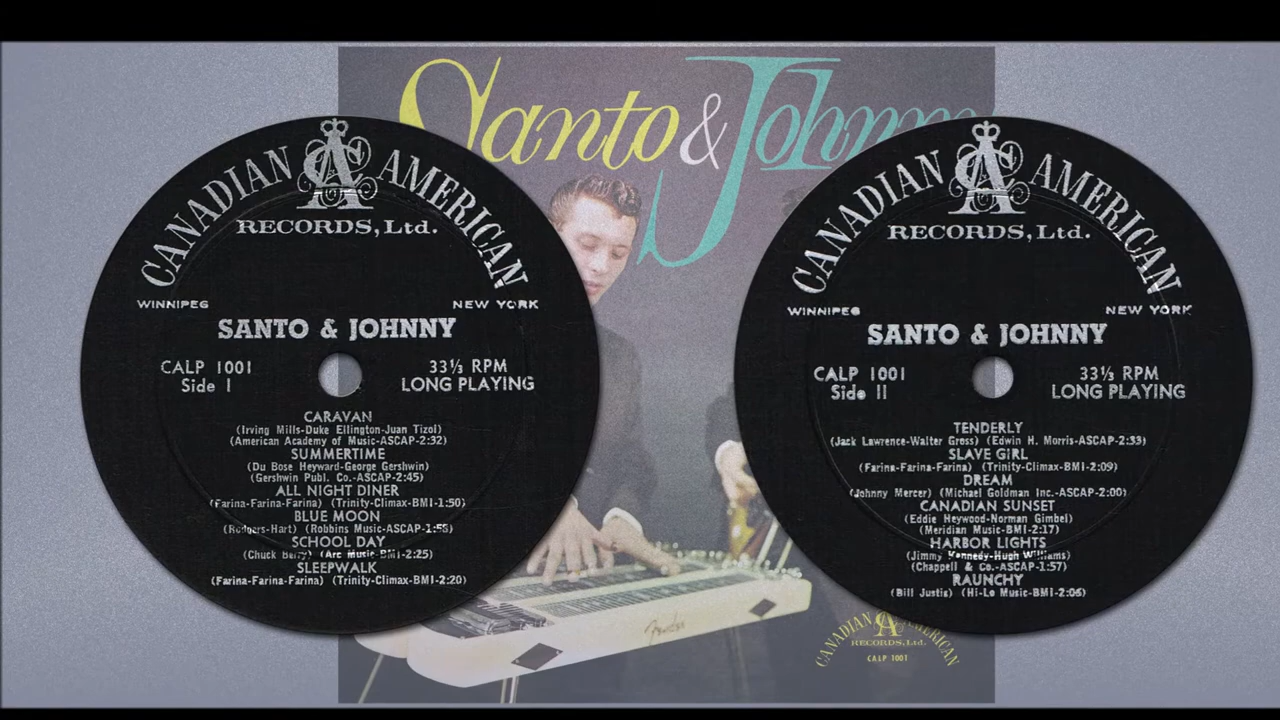 Santo & Johnny
CANADIAN AMERICAN
RECORDS, Ltd.
WINNIPEG NEW YORK
SANTO & JOHNNY
CALP 1001 33⅓ RPM
Side I LONG PLAYING
CARAVAN
(Irving Mills-Duke Ellington-Juan Tizol)
(American Academy of Music-ASCAP-2:32)
SUMMERTIME
(Du Bose Heyward-George Gershwin)
(Gershwin Publ. Co.-ASCAP-2:45)
ALL NIGHT DINER
(Farina-Farina-Farina) (Trinity-Climax-BMI-1:50)
BLUE MOON
(Rodgers-Hart) (Robbins Music-ASCAP-1:58)
SCHOOL DAY
(Chuck Berry) (Arc Music-BMI-2:25)
SLEEPWALK
(Farina-Farina-Farina) (Trinity-Climax-BMI-2:20)
CANADIAN AMERICAN
RECORDS, Ltd.
WINNIPEG NEW YORK
SANTO & JOHNNY
CALP 1001 33⅓ RPM
Side II LONG PLAYING
TENDERLY
(Jack Lawrence-Walter Gross) (Edwin H. Morris-ASCAP-2:33)
SLAVE GIRL
(Farina-Farina-Farina) (Trinity-Climax-BMI-2:09)
DREAM
(Johnny Mercer) (Michael Goldman Inc.-ASCAP-2:00)
CANADIAN SUNSET
(Eddie Heywood-Norman Gimbel)
(Meridian Music-BMI-2:17)
HARBOR LIGHTS
(Jimmy Kennedy-Hugh Williams)
(Chappell & Co.-ASCAP-1:57)
RAUNCHY
(Bill Justis) (Hi-Lo Music-BMI-2:06)
Fender
CANADIAN AMERICAN
RECORDS, Ltd.
CALP 1001